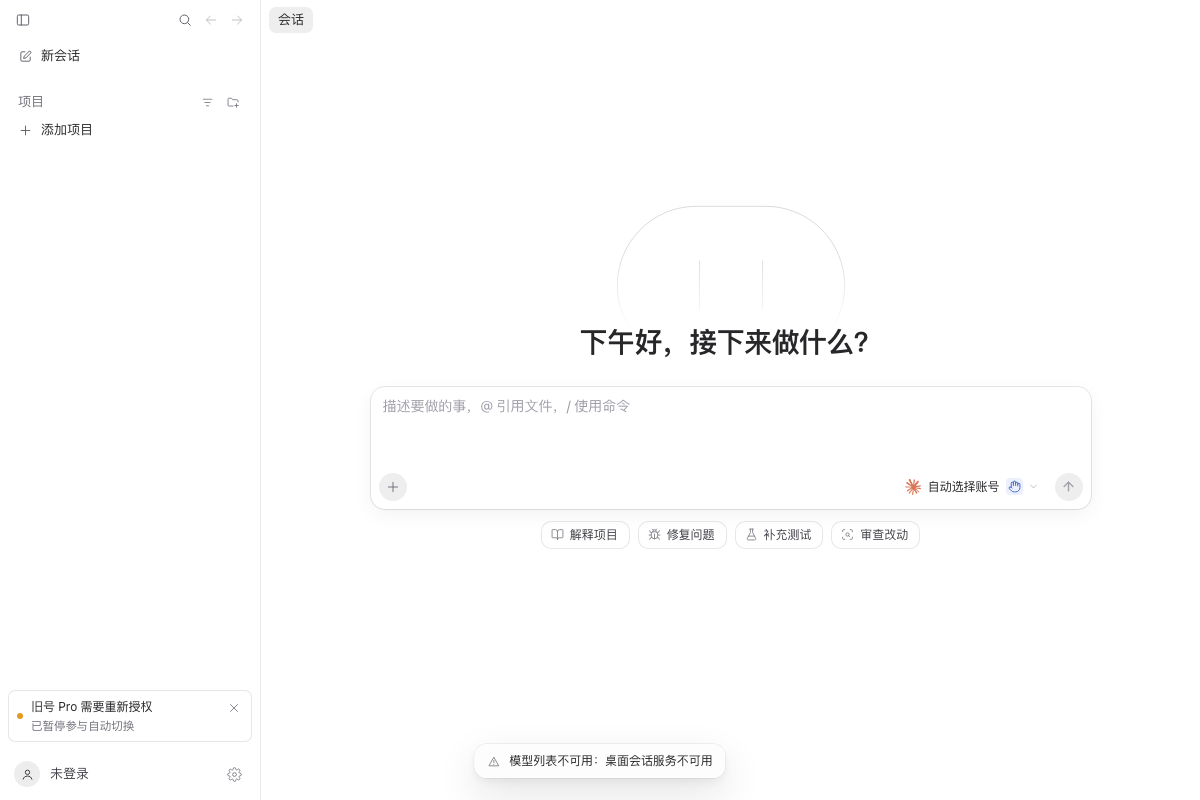 会话
新会话
项目
添加项目
下午好，接下来做什么?
描述要做的事，@ 引用文件，/ 使用命令
自动选择账号
解释项目
修复问题
补充测试
审查改动
旧号 Pro 需要重新授权
已暂停参与自动切换
未登录
模型列表不可用：桌面会话服务不可用